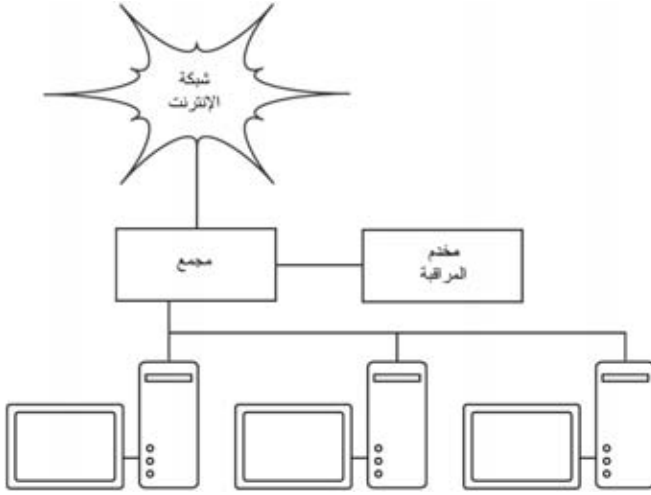 شبكة
الإنترنت
مجمع
مخدم
المراقبة